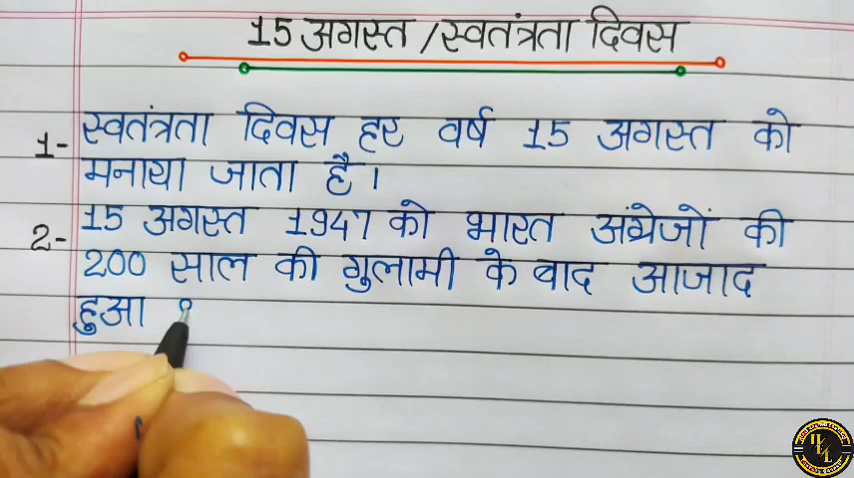 15 अगस्त / स्वतंत्रता दिवस
1- स्वतंत्रता दिवस हर वर्ष 15 अगस्त को
मनाया जाता है।
2- 15 अगस्त 1947 को भारत अंग्रेजों की
200 साल की गुलामी के बाद आजाद
हुआ